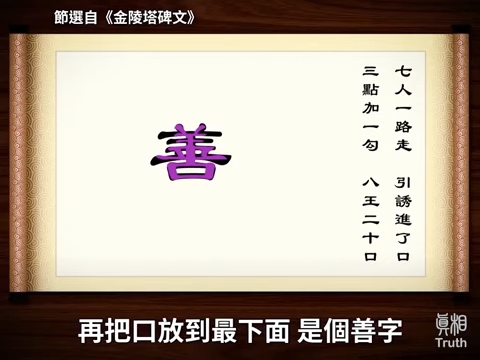 節選自《金陵塔碑文》
七人一路走 引誘進了口
三點加一勾 八王二十口
善
再把口放到最下面 是個善字
真相
Truth